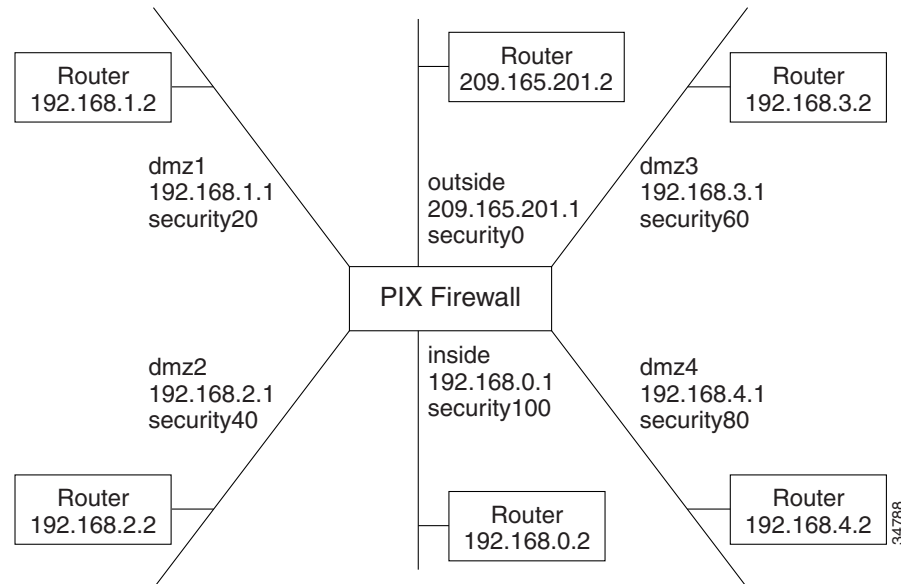 Router
192.168.1.2
Router
209.165.201.2
Router
192.168.3.2
dmz1
192.168.1.1
security20
outside
209.165.201.1
security0
dmz3
192.168.3.1
security60
PIX Firewall
dmz2
192.168.2.1
security40
inside
192.168.0.1
security100
dmz4
192.168.4.1
security80
Router
192.168.2.2
Router
192.168.0.2
Router
192.168.4.2
34788